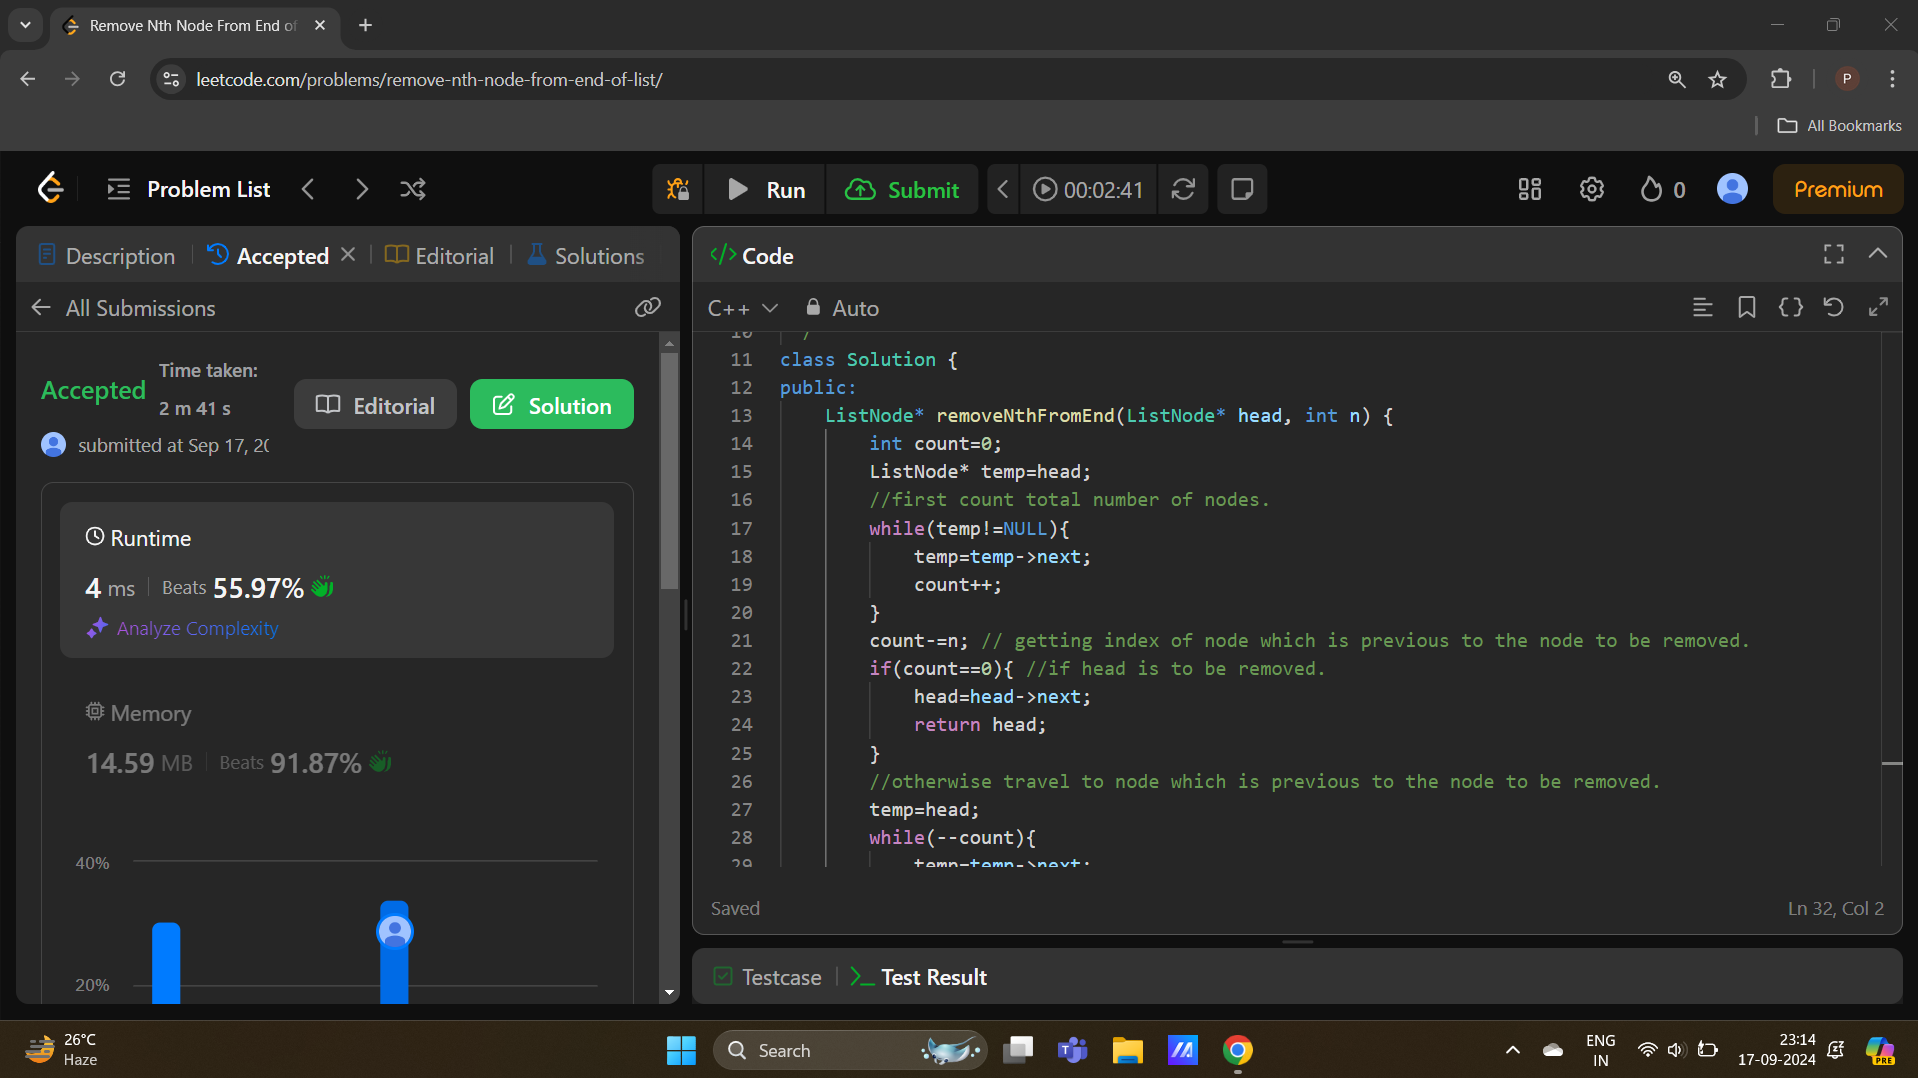 Remove Nth Node From End of
leetcode.com/problems/remove-nth-node-from-end-of-list/
P
All Bookmarks
Problem List
Run
Submit
00:02:41
0
Premium
Description
Accepted
Editorial
Solutions
All Submissions
Accepted
Time taken:
2 m 41 s
Editorial
Solution
submitted at Sep 17, 20
Runtime
4 ms
Beats 55.97%
Analyze Complexity
Memory
14.59 MB
Beats 91.87%
40%
20%
</> Code
C++
Auto
10 /
11 class Solution {
12 public:
13 ListNode* removeNthFromEnd(ListNode* head, int n) {
14 int count=0;
15 ListNode* temp=head;
16 //first count total number of nodes.
17 while(temp!=NULL){
18 temp=temp->next;
19 count++;
20 }
21 count-=n; // getting index of node which is previous to the node to be removed.
22 if(count==0){ //if head is to be removed.
23 head=head->next;
24 return head;
25 }
26 //otherwise travel to node which is previous to the node to be removed.
27 temp=head;
28 while(--count){
29 temp=temp->next;
Saved
Ln 32, Col 2
Testcase
Test Result
26°C
Haze
Search
ENG
IN
23:14
17-09-2024
PRE